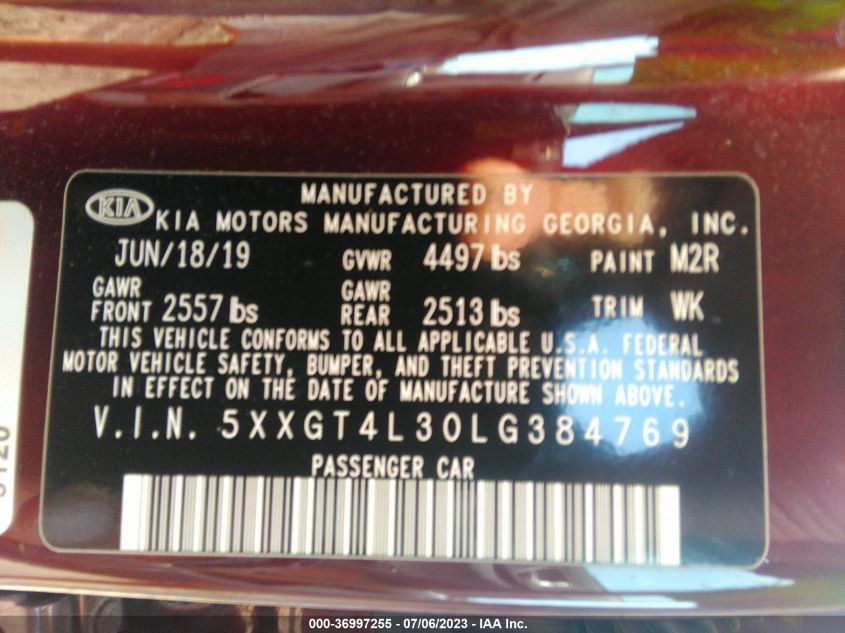 MANUFACTURED BY
KIA KIA MOTORS MANUFACTURING GEORGIA, INC.
JUN/18/19 GVWR 4497 lbs PAINT M2R
GAWR FRONT 2557 lbs GAWR REAR 2513 lbs TRIM WK
THIS VEHICLE CONFORMS TO ALL APPLICABLE U.S.A. FEDERAL
MOTOR VEHICLE SAFETY, BUMPER, AND THEFT PREVENTION STANDARDS
IN EFFECT ON THE DATE OF MANUFACTURE SHOWN ABOVE.
V.I.N. 5XXGT4L30LG384769
PASSENGER CAR
000-36997255 - 07/06/2023 - IAA Inc.